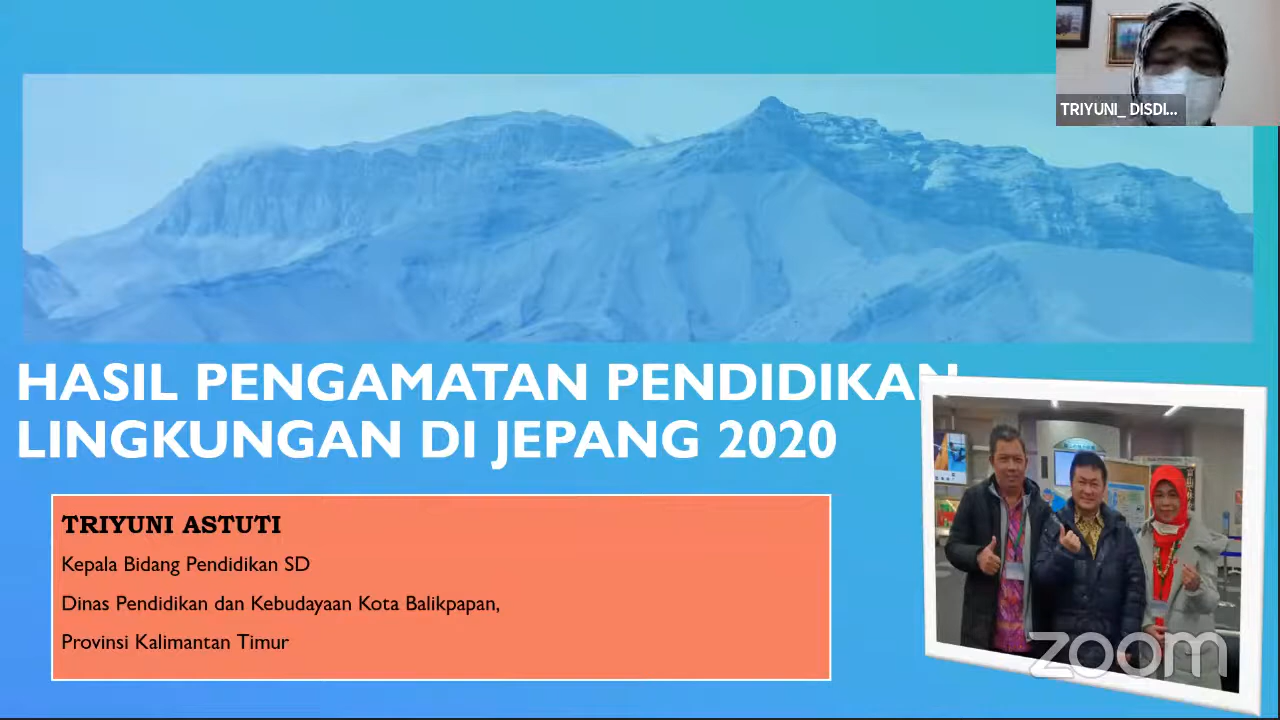 TRIYUNI_ DISDI...
HASIL PENGAMATAN PENDIDIKAN
LINGKUNGAN DI JEPANG 2020
TRIYUNI ASTUTI
Kepala Bidang Pendidikan SD
Dinas Pendidikan dan Kebudayaan Kota Balikpapan,
Provinsi Kalimantan Timur
zoom